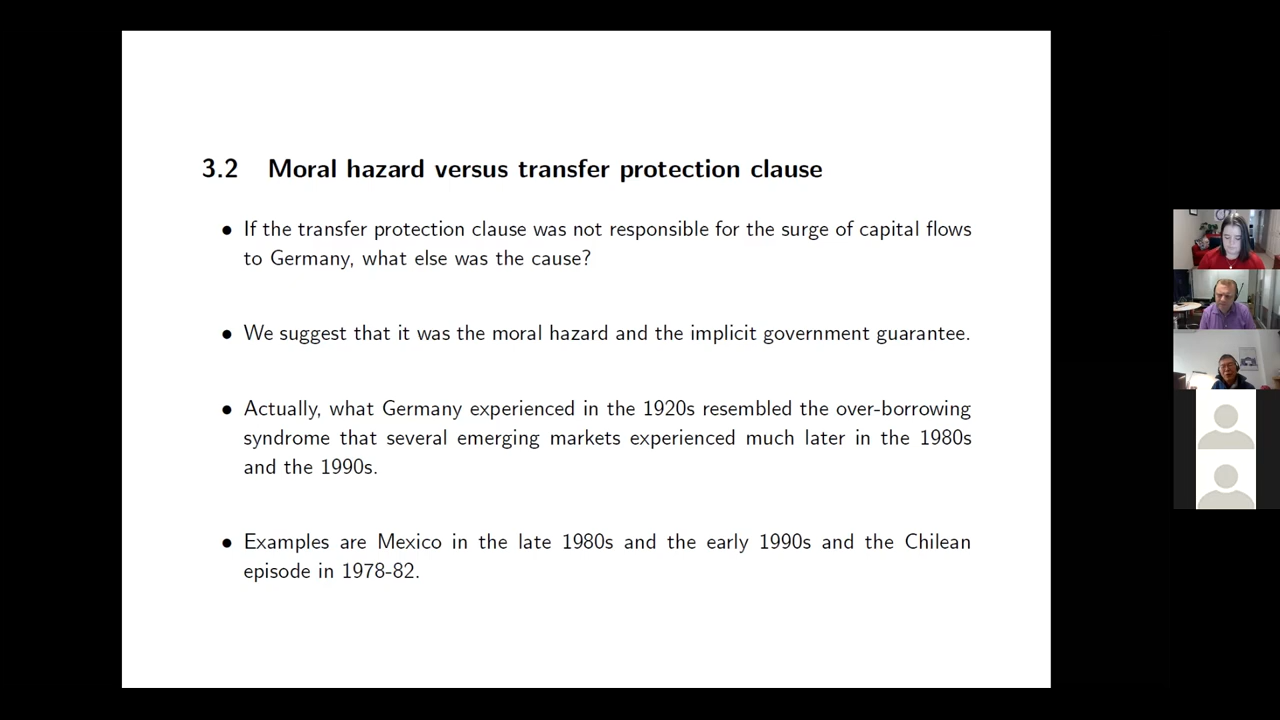 3.2 Moral hazard versus transfer protection clause
• If the transfer protection clause was not responsible for the surge of capital flows
to Germany, what else was the cause?
• We suggest that it was the moral hazard and the implicit government guarantee.
• Actually, what Germany experienced in the 1920s resembled the over-borrowing
syndrome that several emerging markets experienced much later in the 1980s
and the 1990s.
• Examples are Mexico in the late 1980s and the early 1990s and the Chilean
episode in 1978-82.